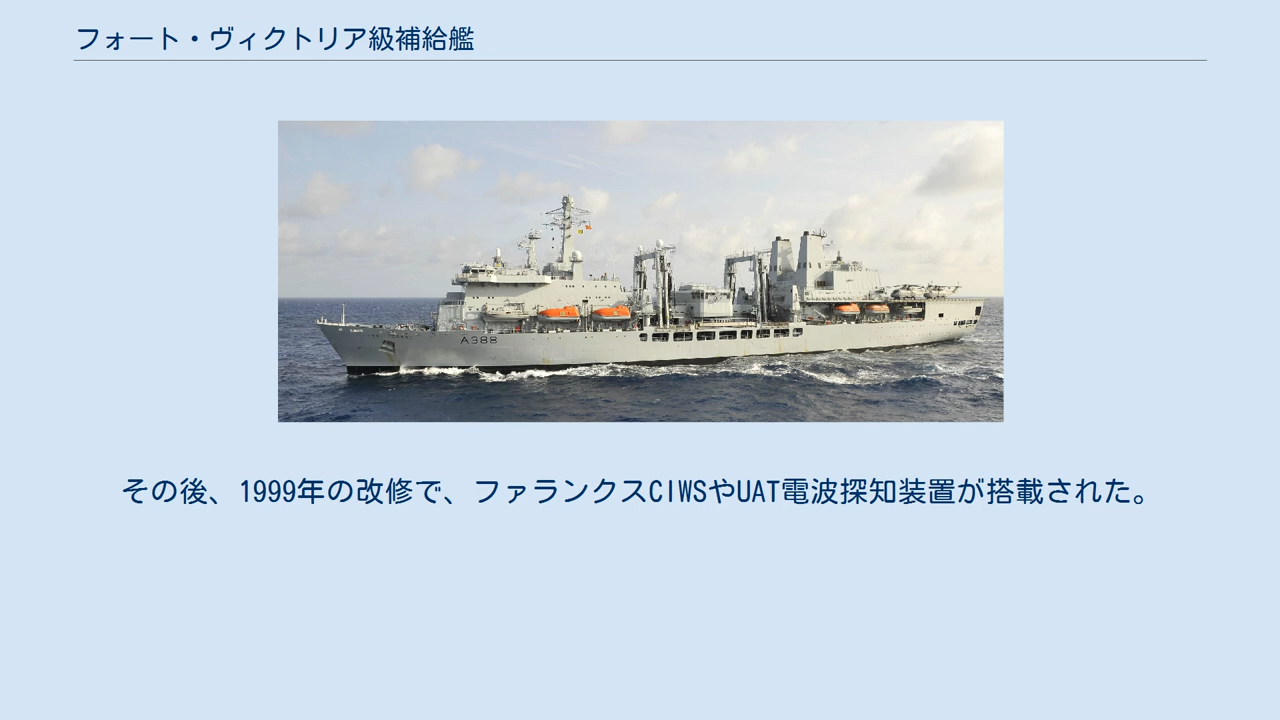 フォート・ヴィクトリア級補給艦
A388
その後、1999年の改修で、ファランクスCIWSやUAT電波探知装置が搭載された。